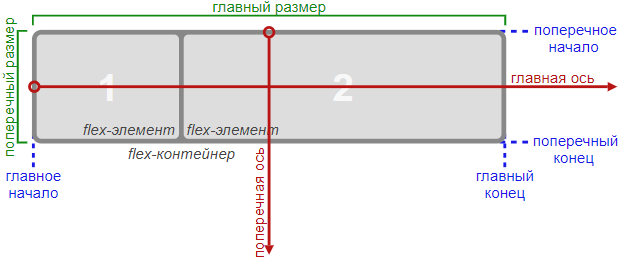 главный размер
поперечный размер
поперечное
начало
1
2
главная ось
flex-элемент
flex-элемент
flex-контейнер
поперечный
конец
главное
начало
поперечная ось
главный
конец